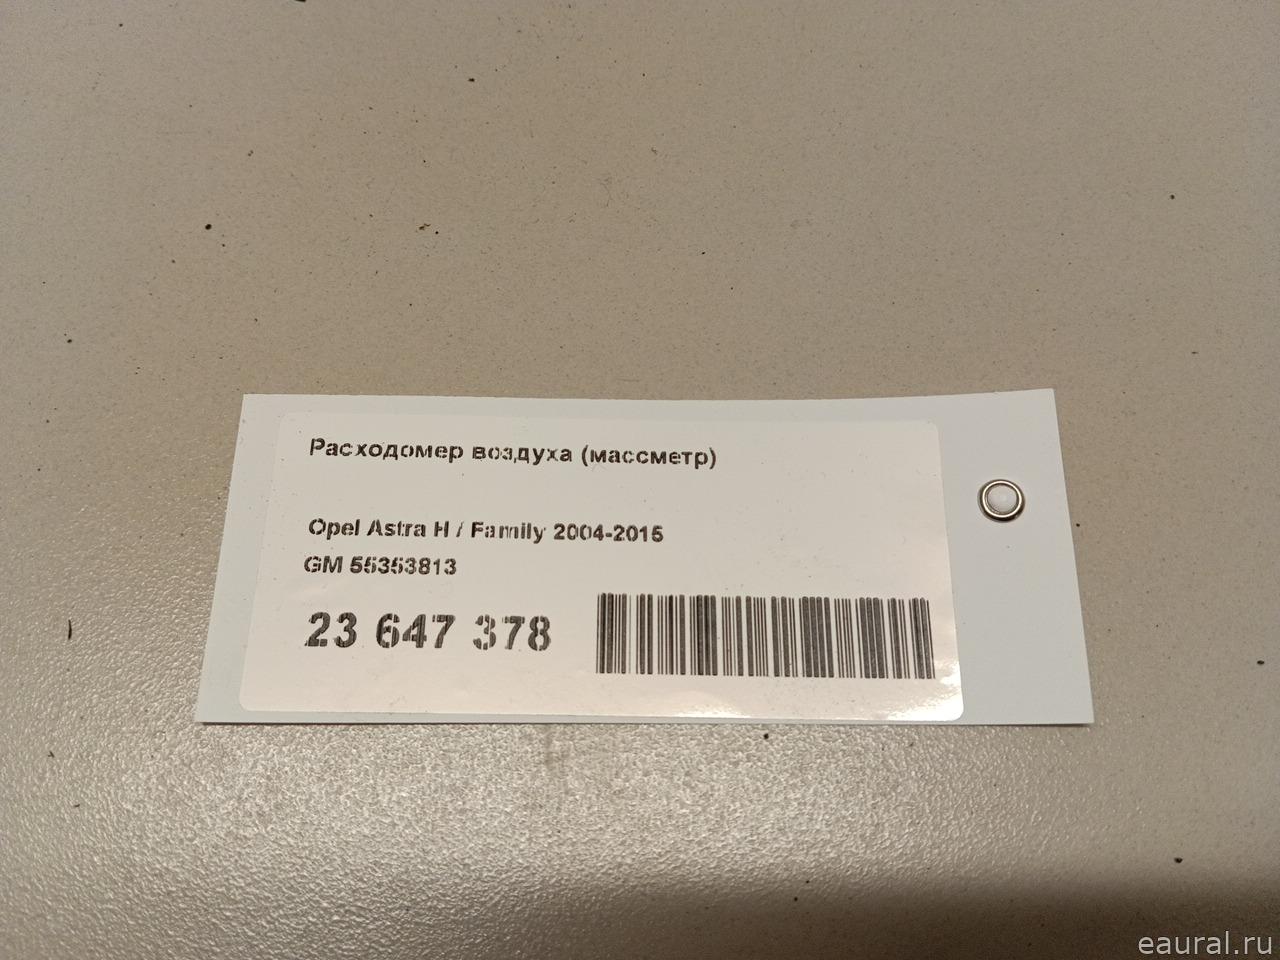 Расходомер воздуха (массметр)
Opel Astra H / Family 2004-2015
GM 55353813
23 647 378
eaural.ru